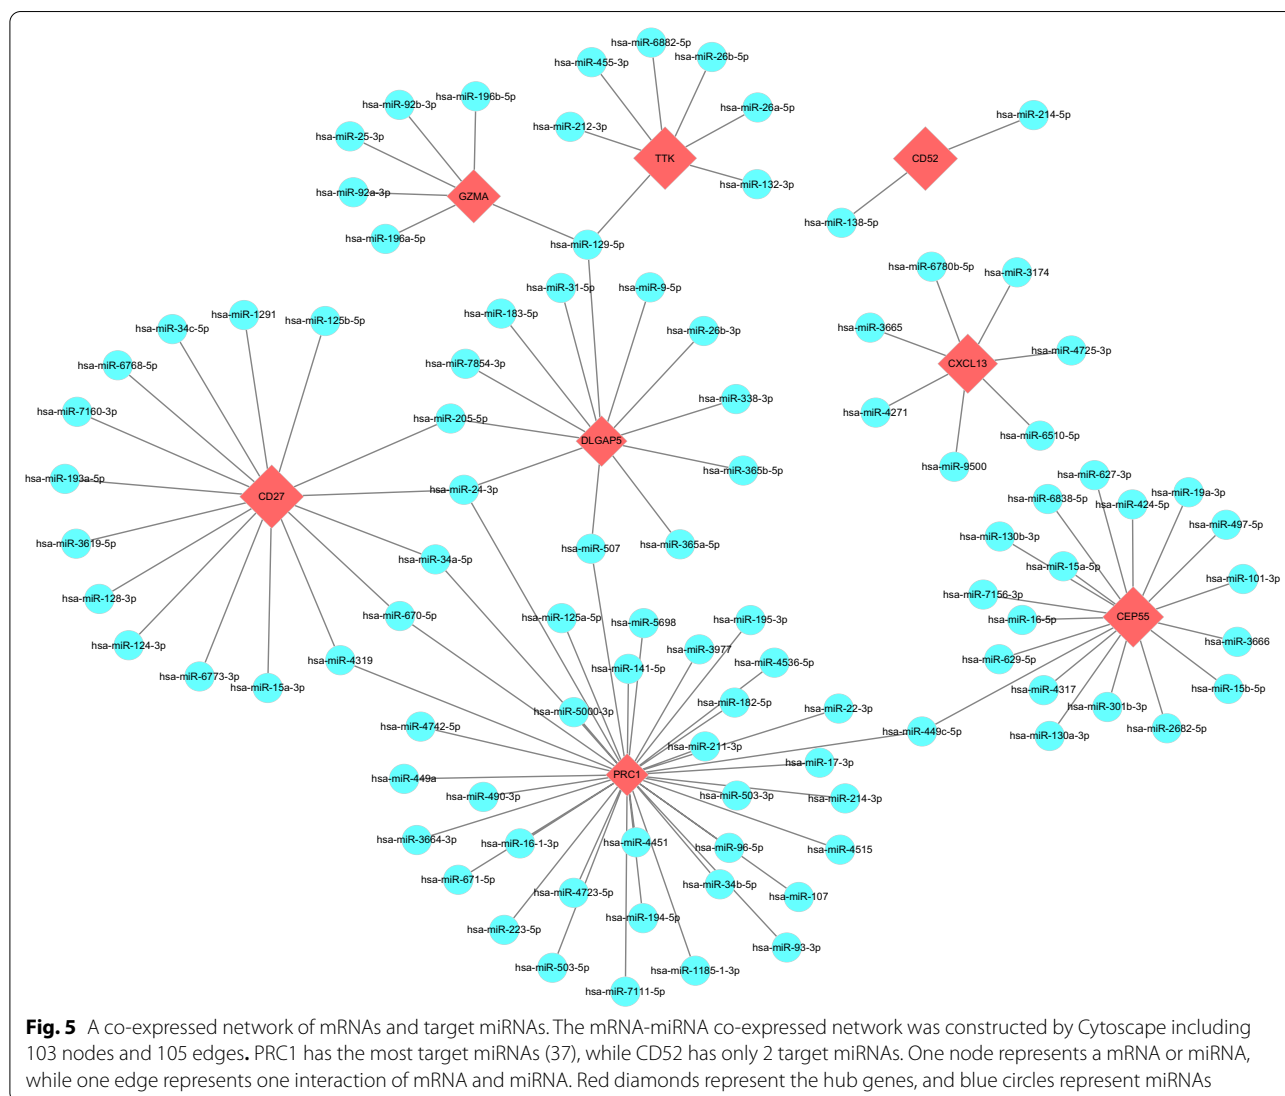 hsa-miR-6882-5p
hsa-miR-455-3p
hsa-miR-26b-5p
hsa-miR-92b-3p
hsa-miR-196b-5p
hsa-miR-26a-5p
hsa-miR-214-5p
hsa-miR-25-3p
hsa-miR-212-3p
TTK
CD52
hsa-miR-92a-3p
GZMA
hsa-miR-132-3p
hsa-miR-138-5p
hsa-miR-196a-5p
hsa-miR-129-5p
hsa-miR-6780b-5p
hsa-miR-3174
hsa-miR-31-5p
hsa-miR-9-5p
hsa-miR-1291
hsa-miR-183-5p
hsa-miR-34c-5p
hsa-miR-125b-5p
hsa-miR-26b-3p
hsa-miR-3665
hsa-miR-4725-3p
hsa-miR-6768-5p
hsa-miR-7854-3p
CXCL13
hsa-miR-338-3p
hsa-miR-7160-3p
hsa-miR-205-5p
hsa-miR-4271
DLGAP5
hsa-miR-6510-5p
hsa-miR-193a-5p
hsa-miR-365b-5p
hsa-miR-9500
hsa-miR-627-3p
CD27
hsa-miR-24-3p
hsa-miR-6838-5p
hsa-miR-424-5p
hsa-miR-19a-3p
hsa-miR-497-5p
hsa-miR-3619-5p
hsa-miR-507
hsa-miR-365a-5p
hsa-miR-130b-3p
hsa-miR-34a-5p
hsa-miR-15a-5p
hsa-miR-101-3p
hsa-miR-128-3p
hsa-miR-7156-3p
hsa-miR-670-5p
hsa-miR-125a-5p
hsa-miR-5698
hsa-miR-195-3p
hsa-miR-16-5p
CEP55
hsa-miR-124-3p
hsa-miR-3977
hsa-miR-3666
hsa-miR-4319
hsa-miR-141-5p
hsa-miR-4536-5p
hsa-miR-629-5p
hsa-miR-6773-3p
hsa-miR-15a-3p
hsa-miR-4317
hsa-miR-15b-5p
hsa-miR-5000-3p
hsa-miR-182-5p
hsa-miR-22-3p
hsa-miR-301b-3p
hsa-miR-4742-5p
hsa-miR-449c-5p
hsa-miR-130a-3p
hsa-miR-2682-5p
hsa-miR-211-3p
hsa-miR-17-3p
hsa-miR-449a
PRC1
hsa-miR-490-3p
hsa-miR-503-3p
hsa-miR-214-3p
hsa-miR-3664-3p
hsa-miR-16-1-3p
hsa-miR-4451
hsa-miR-96-5p
hsa-miR-4515
hsa-miR-671-5p
hsa-miR-4723-5p
hsa-miR-34b-5p
hsa-miR-107
hsa-miR-194-5p
hsa-miR-223-5p
hsa-miR-93-3p
hsa-miR-503-5p
hsa-miR-1185-1-3p
hsa-miR-7111-5p
Fig. 5 A co-expressed network of mRNAs and target miRNAs. The mRNA-miRNA co-expressed network was constructed by Cytoscape including
103 nodes and 105 edges. PRC1 has the most target miRNAs (37), while CD52 has only 2 target miRNAs. One node represents a mRNA or miRNA,
while one edge represents one interaction of mRNA and miRNA. Red diamonds represent the hub genes, and blue circles represent miRNAs